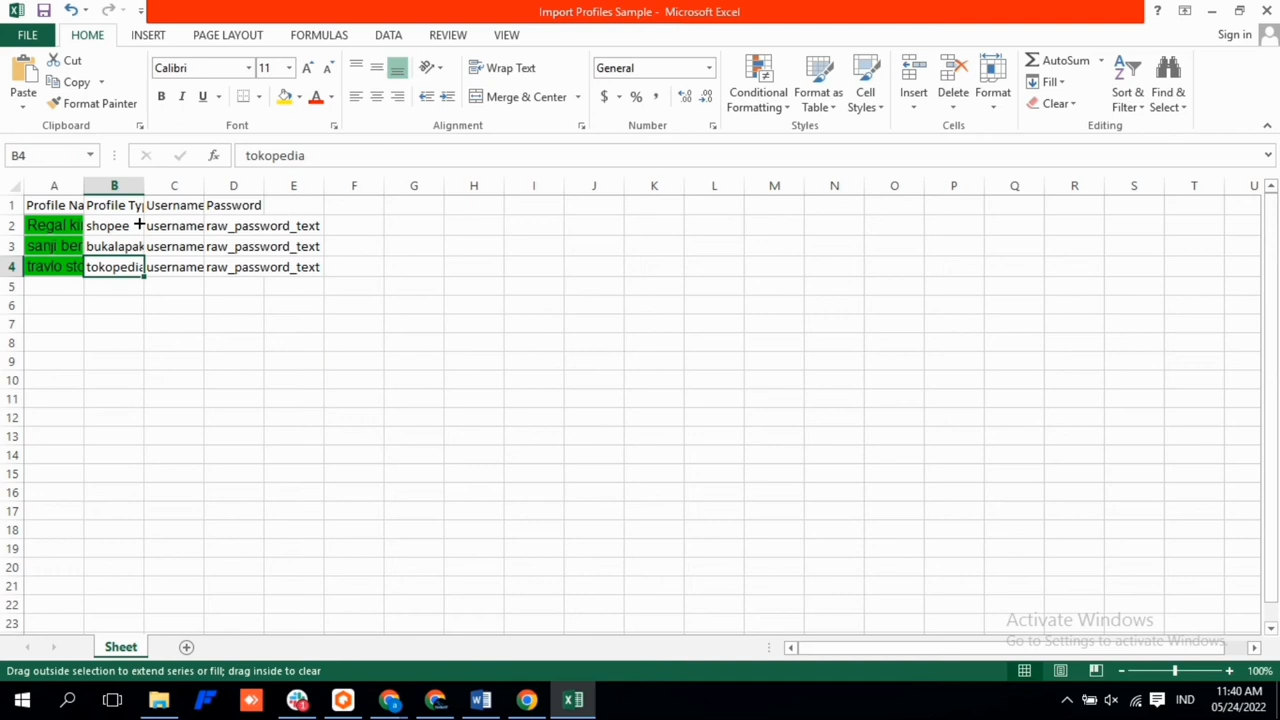 Import Profiles Sample - Microsoft Excel
?
FILE HOME INSERT PAGE LAYOUT FORMULAS DATA REVIEW VIEW Sign in
Paste
Cut
Copy
Format Painter
Clipboard
Calibri 11
B I U
Font
Wrap Text
Merge & Center
Alignment
General
$ % ,
Number
Conditional Formatting
Format as Table
Cell Styles
Styles
Insert Delete Format
Cells
AutoSum
Fill
Clear
Sort & Filter
Find & Select
Editing
B4 fx tokopedia
A B C D E F G H I J K L M N O P Q R S T U
1 Profile Na Profile Typ Username Password
2 Regal ki shopee username raw_password_text
3 sanji ber bukalapak username raw_password_text
4 travio sto tokopedia username raw_password_text
5
6
7
8
9
10
11
12
13
14
15
16
17
18
19
20
21
22
23
Activate Windows
Go to Settings to activate Windows.
Sheet
Drag outside selection to extend series or fill; drag inside to clear
100%
IND
11:40 AM
05/24/2022